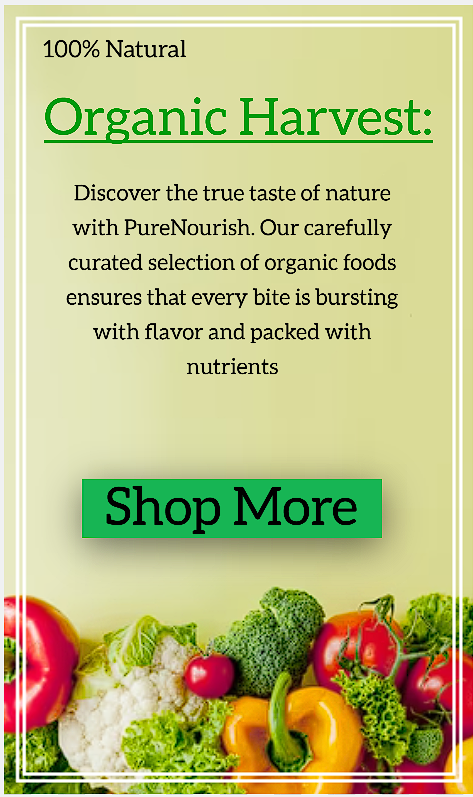 100% Natural
Organic Harvest:
Discover the true taste of nature
with PureNourish. Our carefully
curated selection of organic foods
ensures that every bite is bursting
with flavor and packed with
nutrients
Shop More